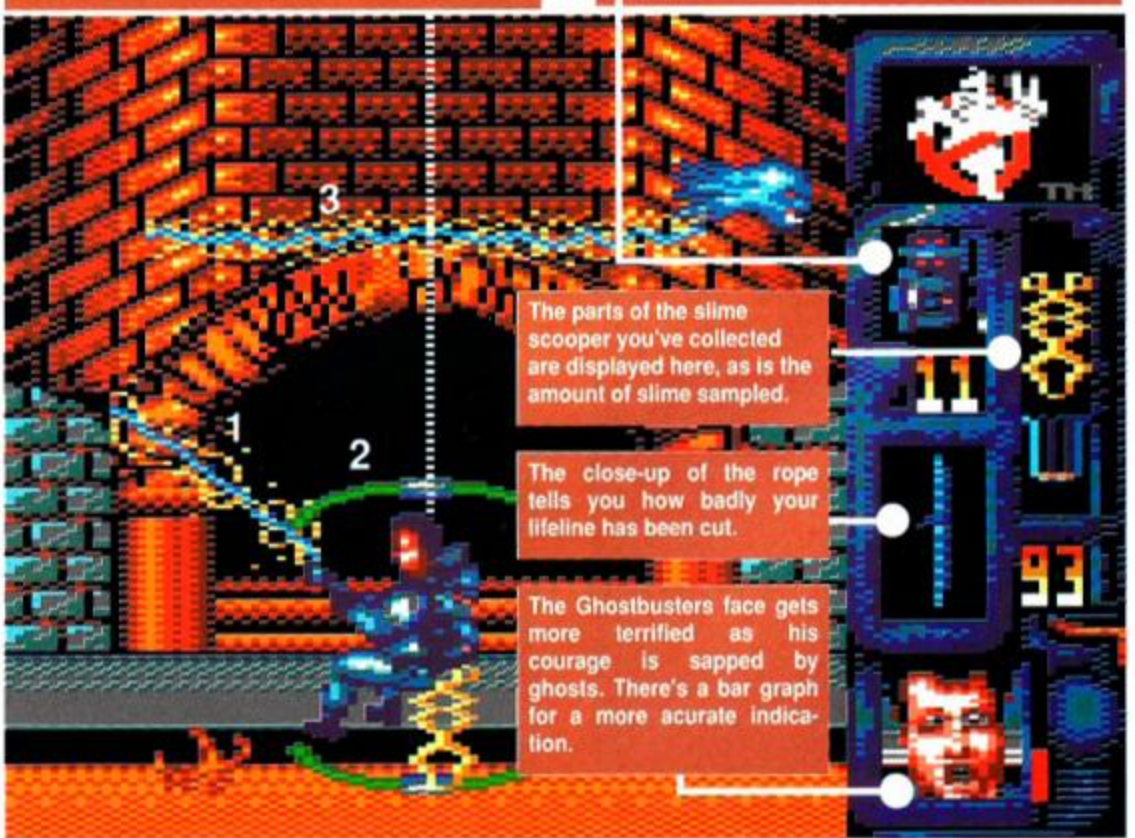 3
The parts of the slime
scooper you've collected
are displayed here, as is the
amount of slime sampled.
11
1
2
The close-up of the rope
tells you how badly your
lifeline has been cut.
93
The Ghostbusters face gets
more terrified as his
courage is sapped by
ghosts. There's a bar graph
for a more acurate indica-
tion.